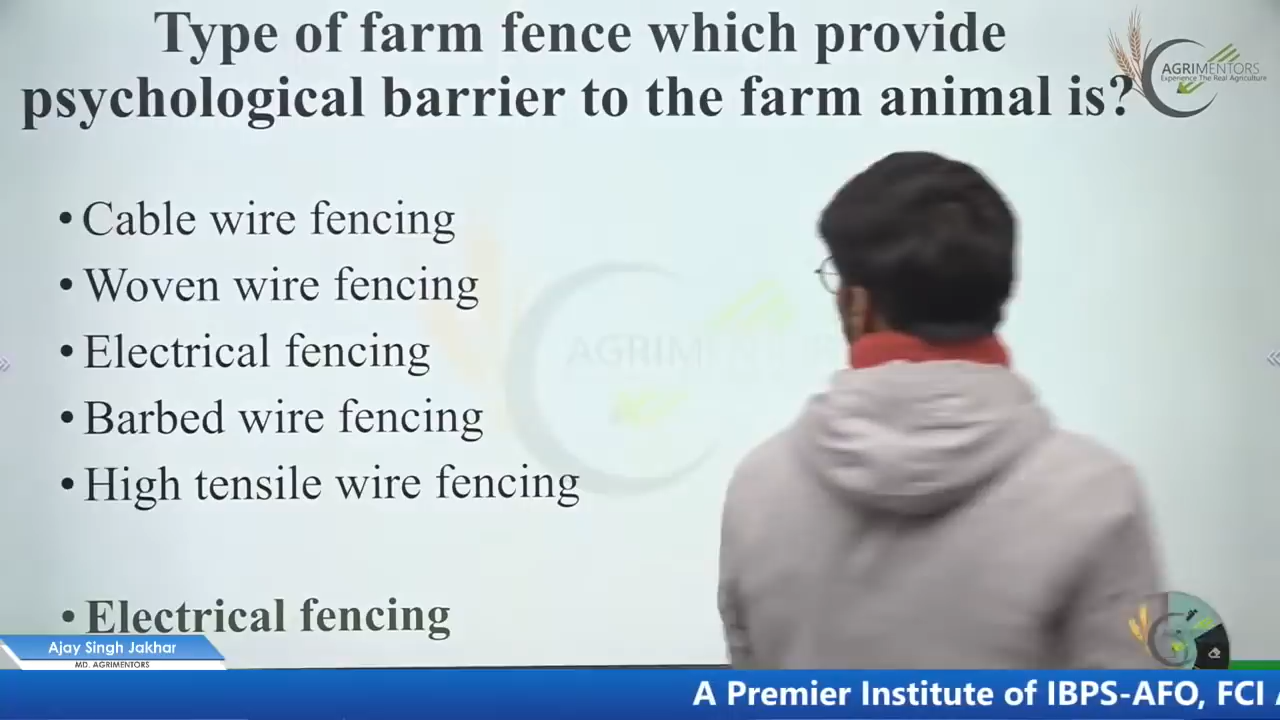 Type of farm fence which provide
psychological barrier to the farm animal is?
AGRIMENTORS
Experience The Real Agriculture
• Cable wire fencing
• Woven wire fencing
• Electrical fencing
• Barbed wire fencing
• High tensile wire fencing
• Electrical fencing
Ajay Singh Jakhar
MD. AGRIMENTORS
A Premier Institute of IBPS-AFO, FCI